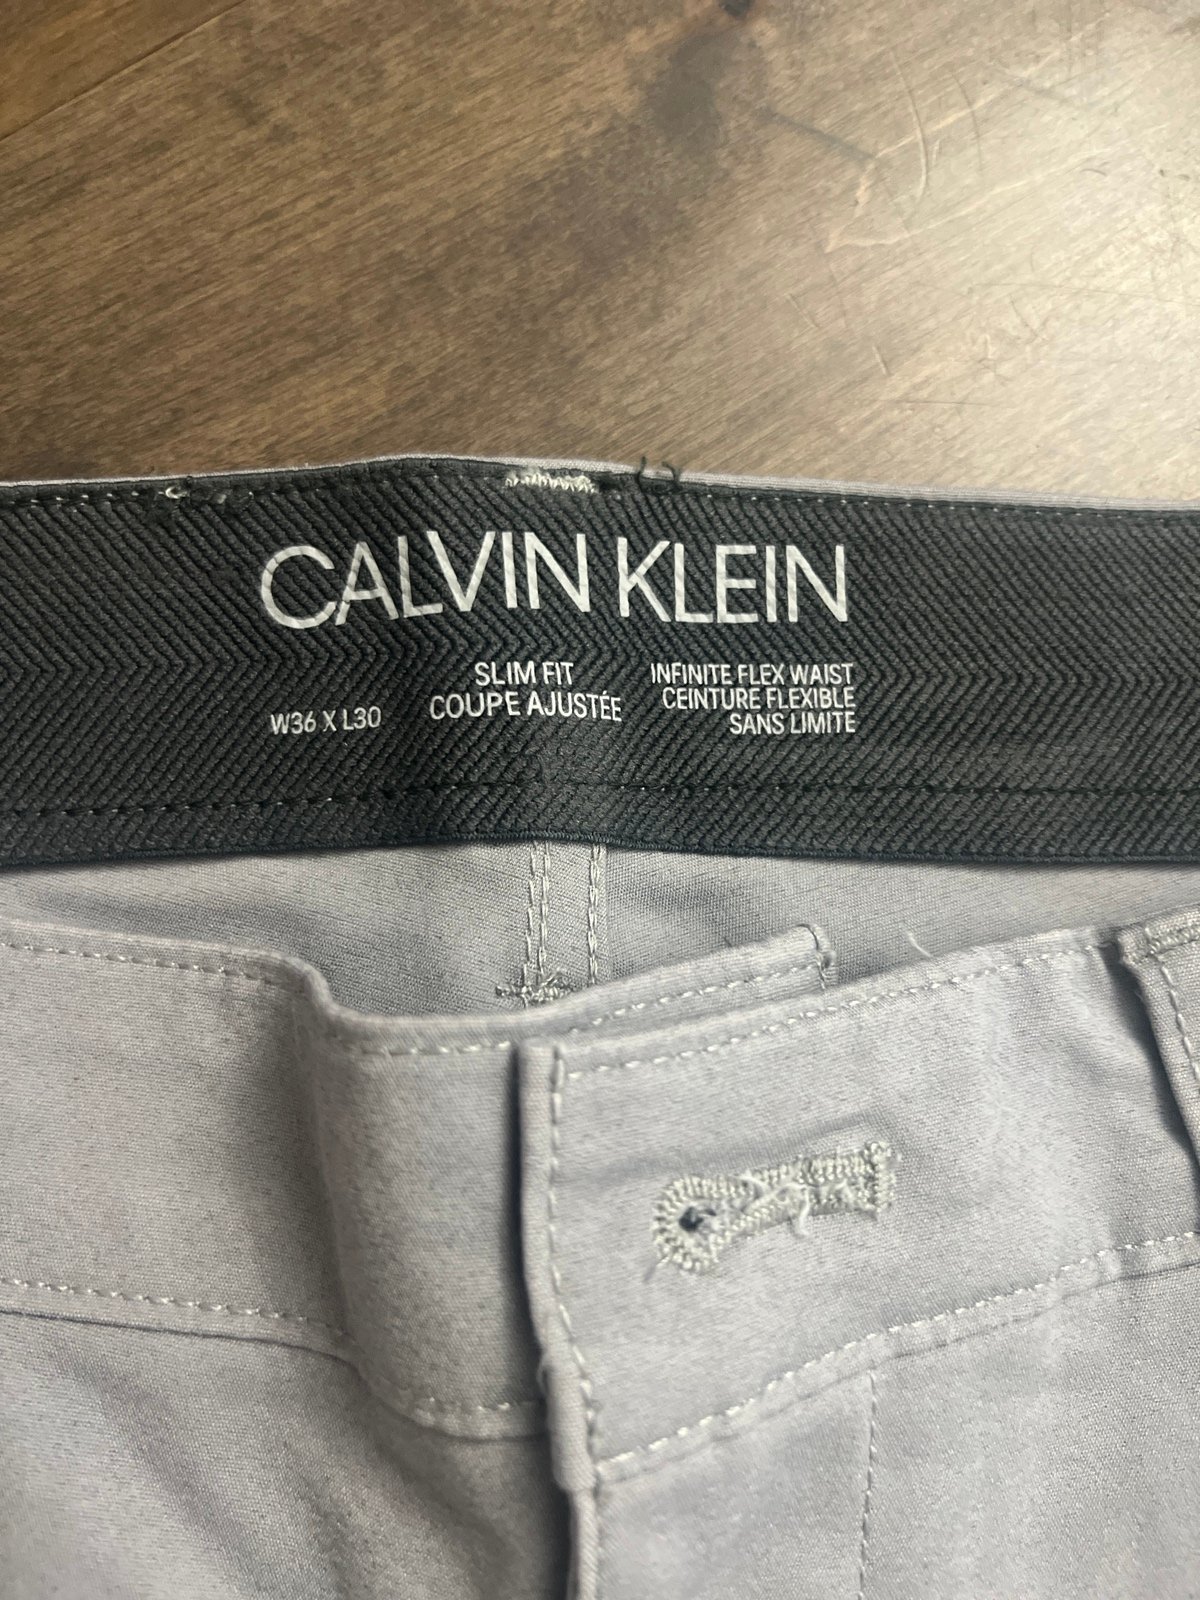 CALVIN KLEIN
W36 X L30
SLIM FIT
COUPE AJUSTÉE
INFINITE FLEX WAIST
CEINTURE FLEXIBLE
SANS LIMITE